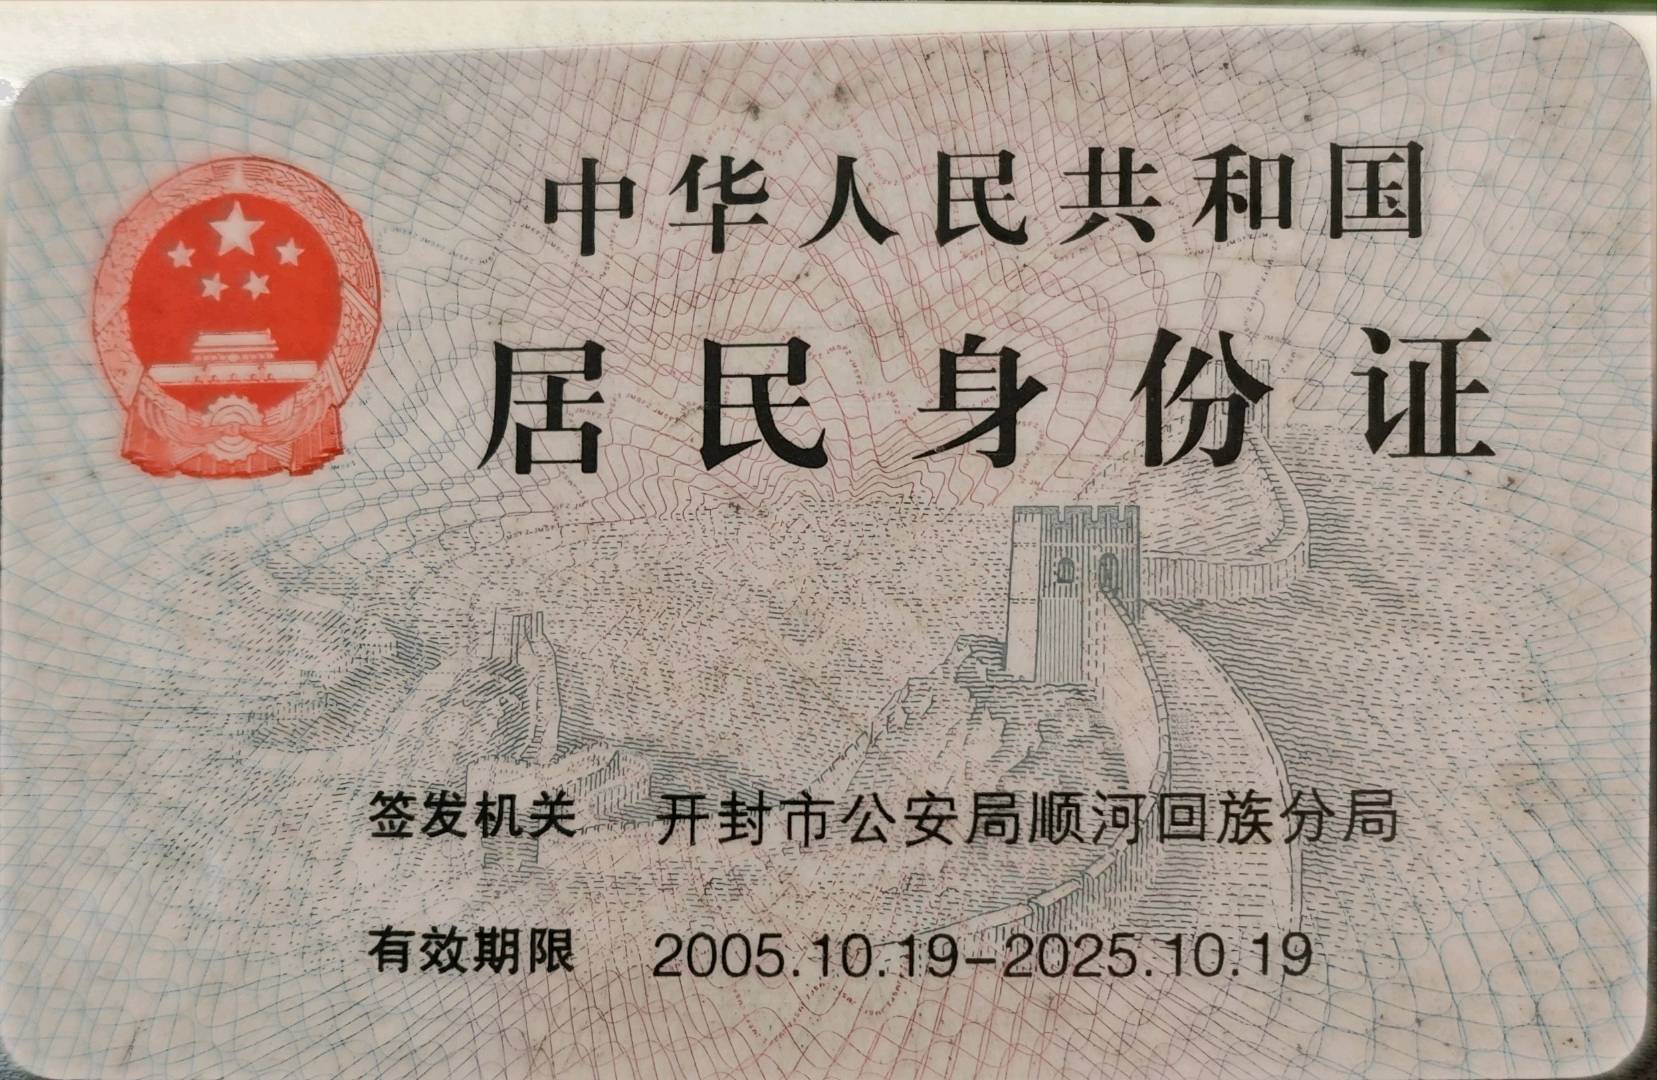 中华人民共和国
居民身份证
签发机关 开封市公安局顺河回族分局
有效期限 2005.10.19-2025.10.19